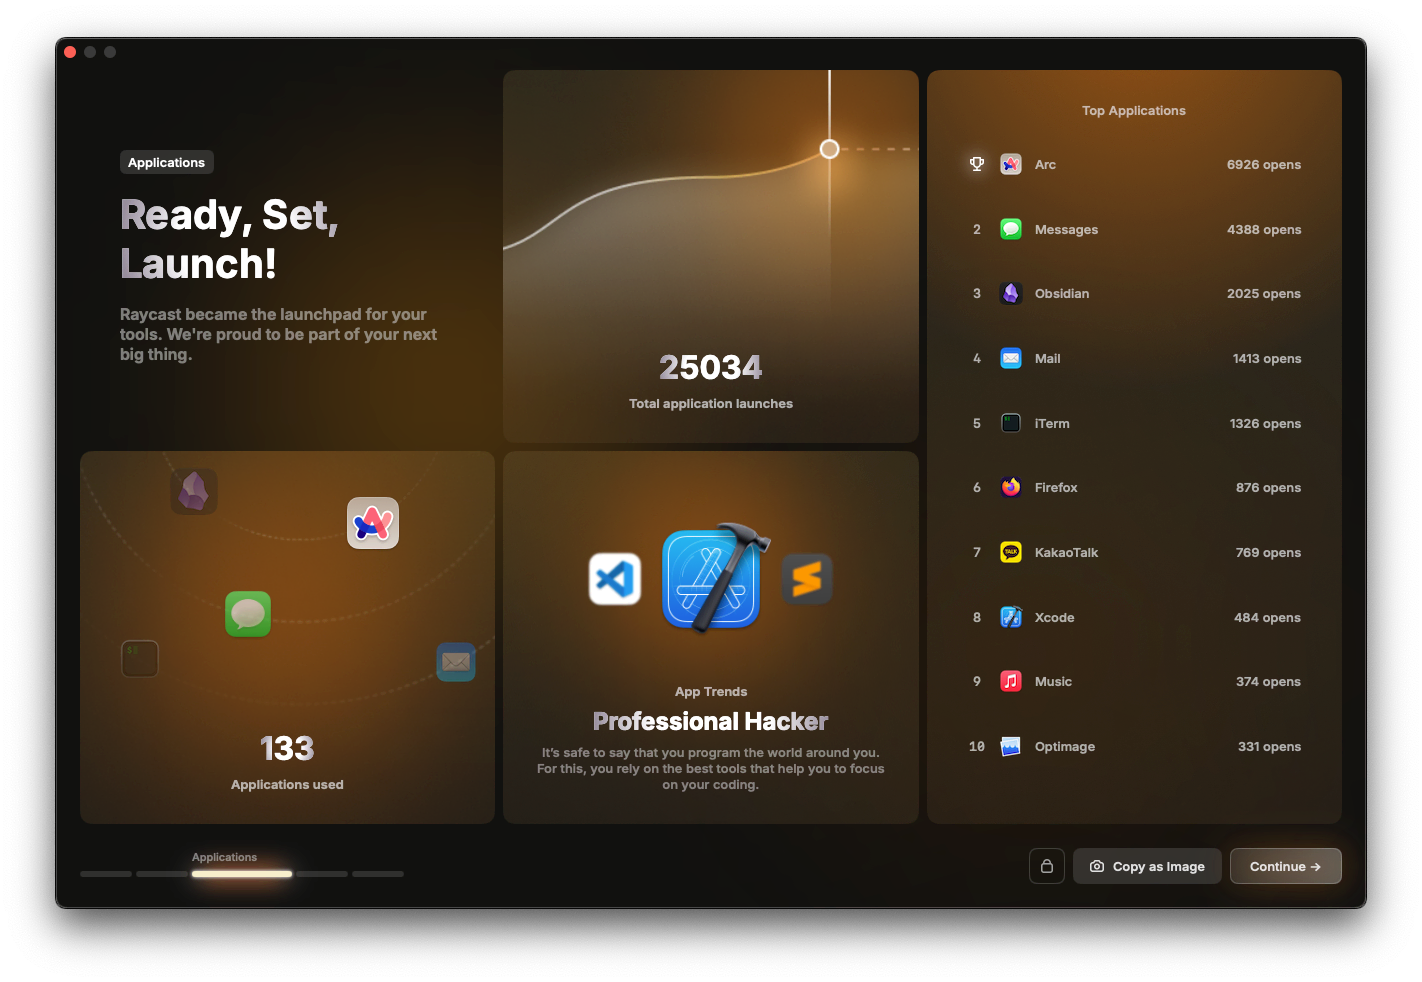 Applications
Ready, Set,
Launch!
Raycast became the launchpad for your
tools. We're proud to be part of your next
big thing.
25034
Total application launches
$
133
Applications used
App Trends
Professional Hacker
It's safe to say that you program the world around you.
For this, you rely on the best tools that help you to focus
on your coding.
Top Applications
Arc 6926 opens
2 Messages 4388 opens
3 Obsidian 2025 opens
4 Mail 1413 opens
5 iTerm 1326 opens
6 Firefox 876 opens
7 TALK KakaoTalk 769 opens
8 Xcode 484 opens
9 Music 374 opens
10 Optimage 331 opens
Applications
Copy as Image
Continue →